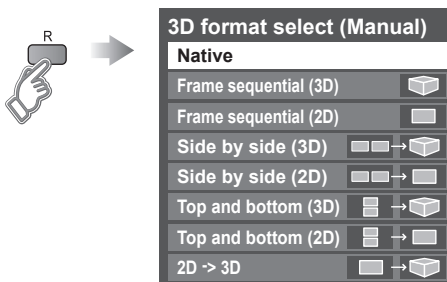 R
3D format select (Manual)
Native
Frame sequential (3D)
Frame sequential (2D)
Side by side (3D)
Side by side (2D)
Top and bottom (3D)
Top and bottom (2D)
2D -> 3D